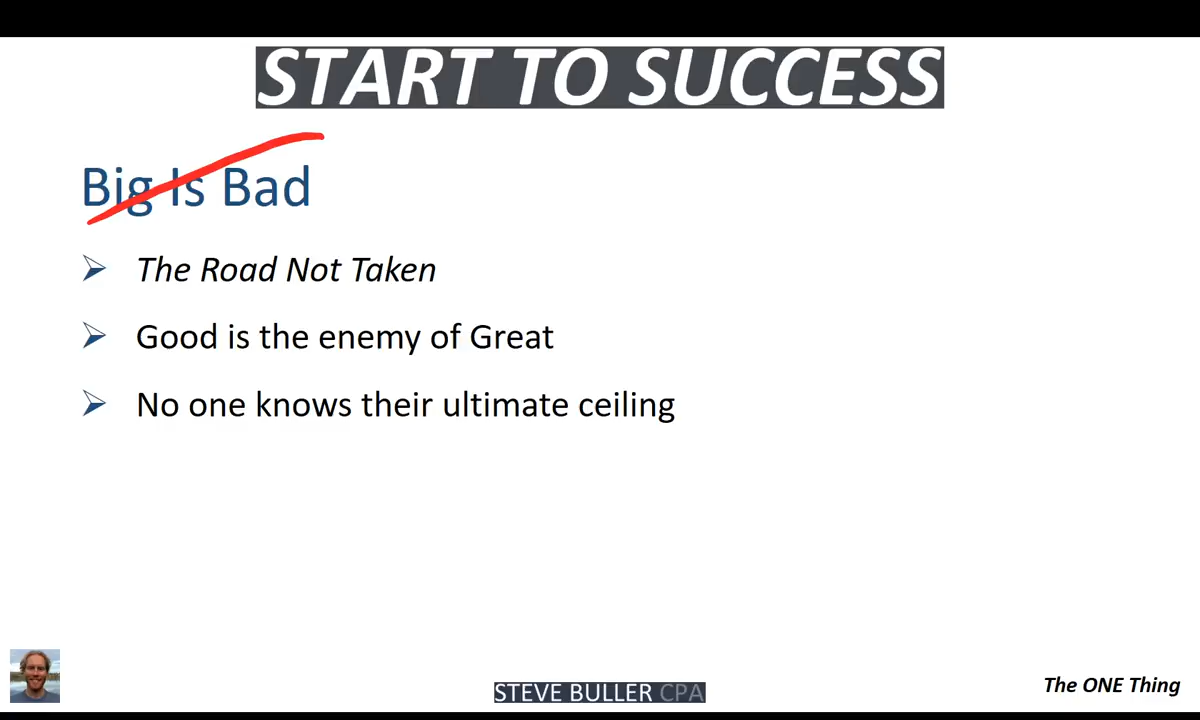 START TO SUCCESS
Big Is Bad
The Road Not Taken
Good is the enemy of Great
No one knows their ultimate ceiling
STEVE BULLER CPA
The ONE Thing